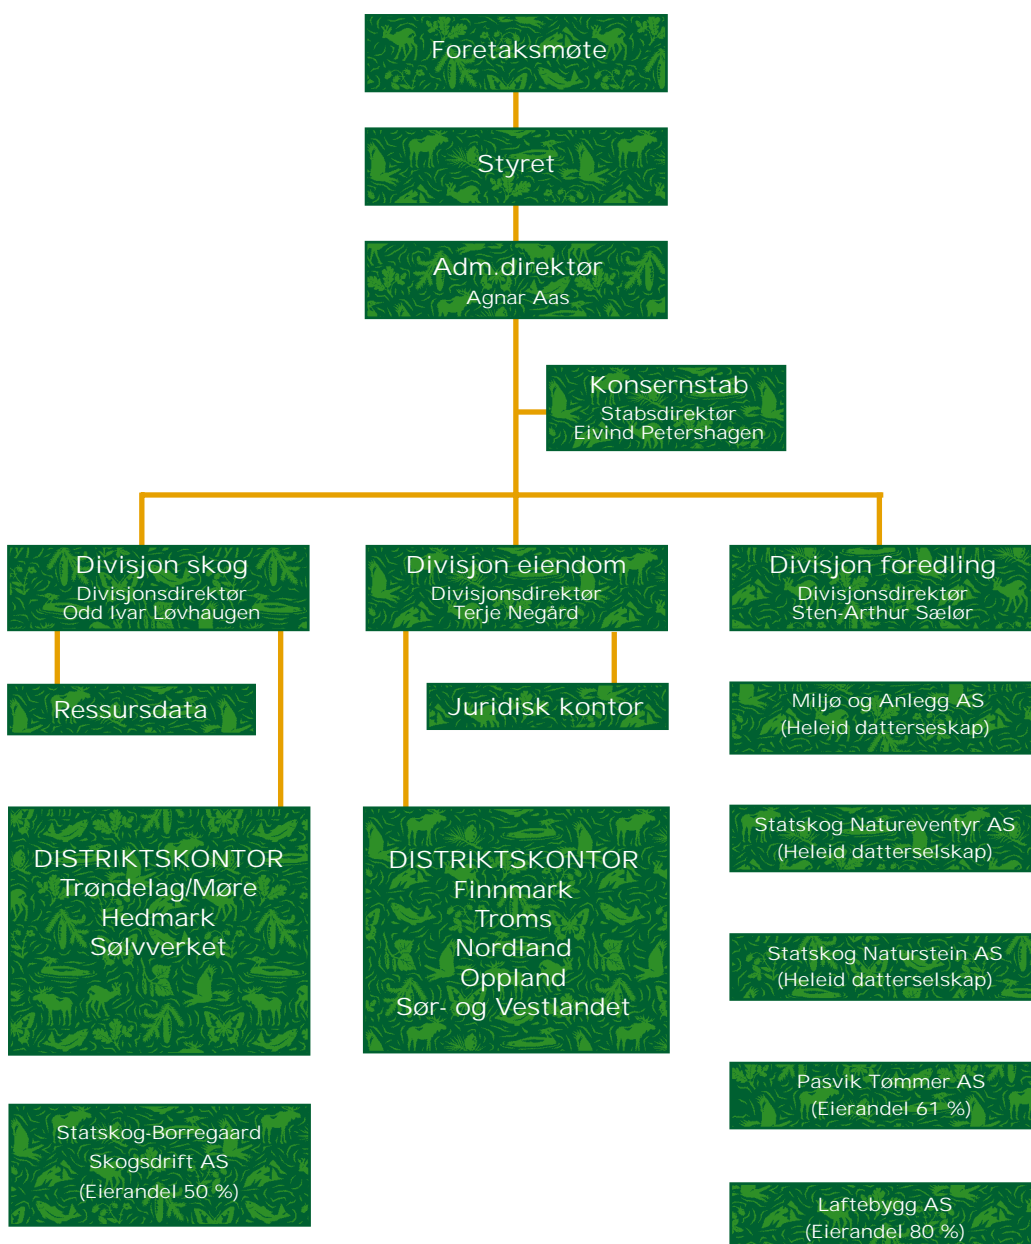 Foretaksmøte
Styret
Adm.direktør
Agnar Aas
Konsernstab
Stabsdirektør
Eivind Petershagen
Divisjon skog
Divisjonsdirektør
Odd Ivar Løvhaugen
Divisjon eiendom
Divisjonsdirektør
Terje Negård
Divisjon foredling
Divisjonsdirektør
Sten-Arthur Sælør
Ressursdata
Juridisk kontor
DISTRIKTSKONTOR
Trøndelag/Møre
Hedmark
Sølvverket
DISTRIKTSKONTOR
Finnmark
Troms
Nordland
Oppland
Sør- og Vestlandet
Miljø og Anlegg AS
(Heleid datterseskap)
Statskog Natureventyr AS
(Heleid datterselskap)
Statskog Naturstein AS
(Heleid datterselskap)
Pasvik Tømmer AS
(Eierandel 61 %)
Laftebygg AS
(Eierandel 80 %)
Statskog-Borregaard
Skogsdrift AS
(Eierandel 50 %)